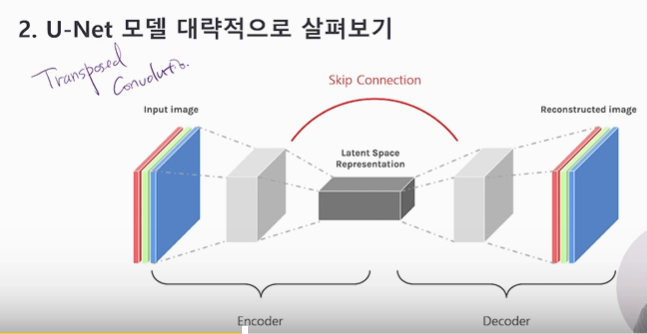 2. U-Net 모델 대략적으로 살펴보기
Transposed
Convolutio.
Skip Connection
Input image
Reconstructed image
Latent Space
Representation
Encoder
Decoder